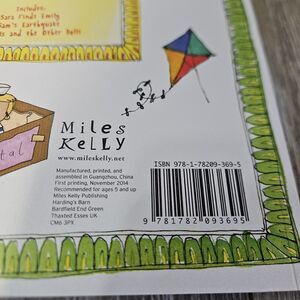 Includes:
Sara Finds Emily
Sam's Earthquake
and the Other Doll
tal
Miles
Kelly
www.mileskelly.net
Manufactured, printed, and
assembled in Guangzhou, China
First printing, November 2014
Recommended for ages 5 and up
Miles Kelly Publishing
Harding's Barn
Bardfield End Green
Thaxted Essex UK
CM6 3PX
ISBN 978-1-78209-369-5
9 781782 093695